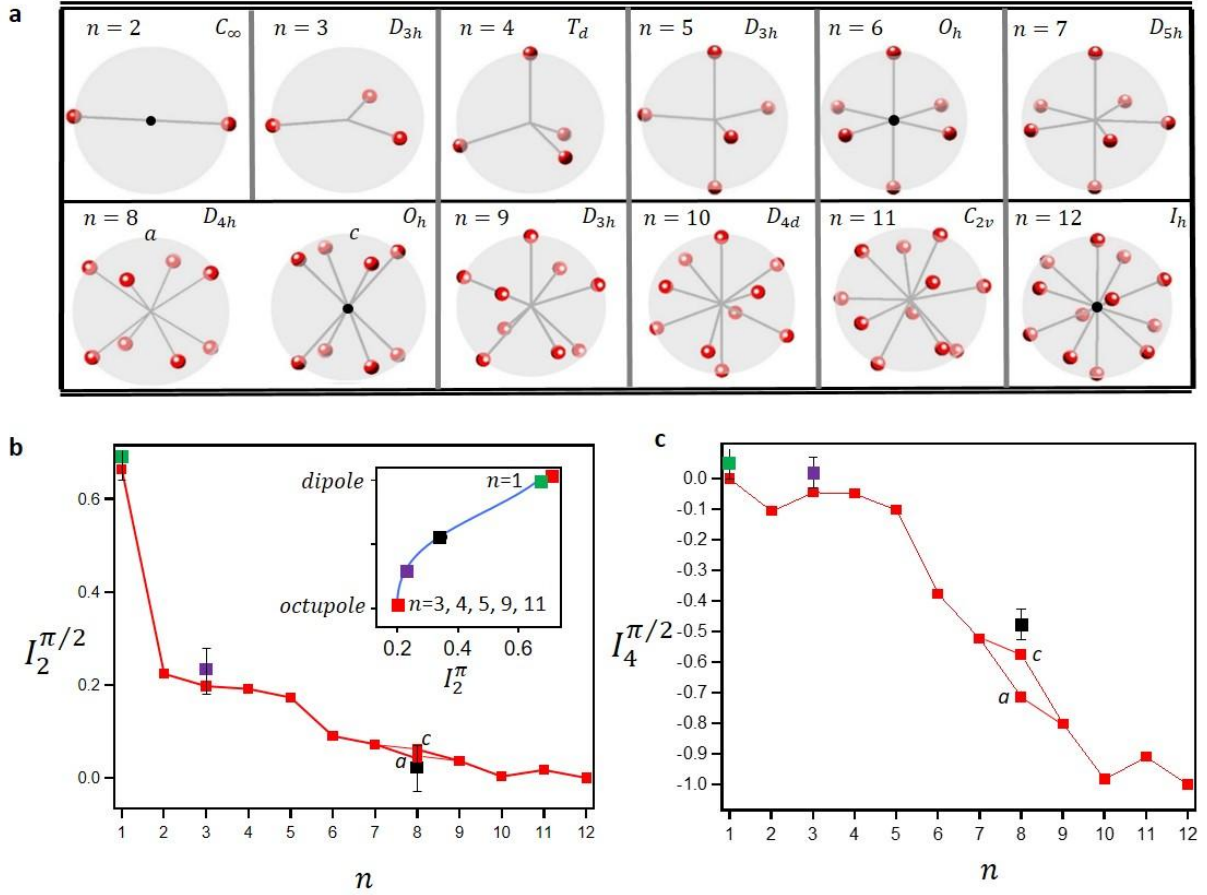 a
n = 2 C∞ n = 3 D3h n = 4 Td n = 5 D3h n = 6 Oh n = 7 D5h
n = 8 D4h Oh n = 9 D3h n = 10 D4d n = 11 C2v n = 12 Ih
a c
b
0.6
0.4
0.2
0.0
I2^π/2
dipole
octupole
n=1
n=3, 4, 5, 9, 11
0.2 0.4 0.6
I2^π
c
a
1 2 3 4 5 6 7 8 9 10 11 12
n
c
0.0
-0.1
-0.2
-0.3
-0.4
-0.5
-0.6
-0.7
-0.8
-0.9
-1.0
I4^π/2
c
a
1 2 3 4 5 6 7 8 9 10 11 12
n